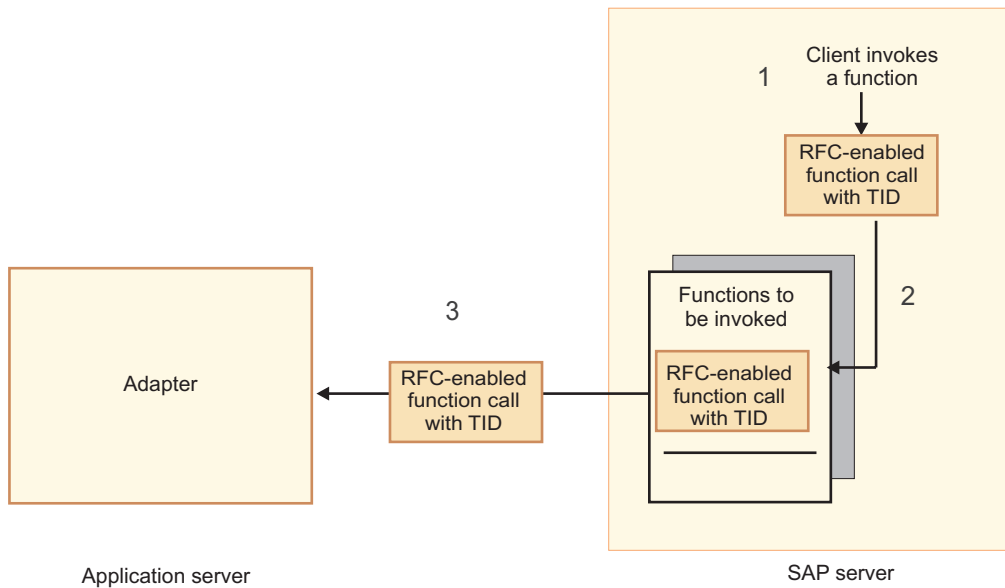 1
Client invokes
a function
RFC-enabled
function call
with TID
2
Functions to
be invoked
RFC-enabled
function call
with TID
3
RFC-enabled
function call
with TID
Adapter
Application server
SAP server